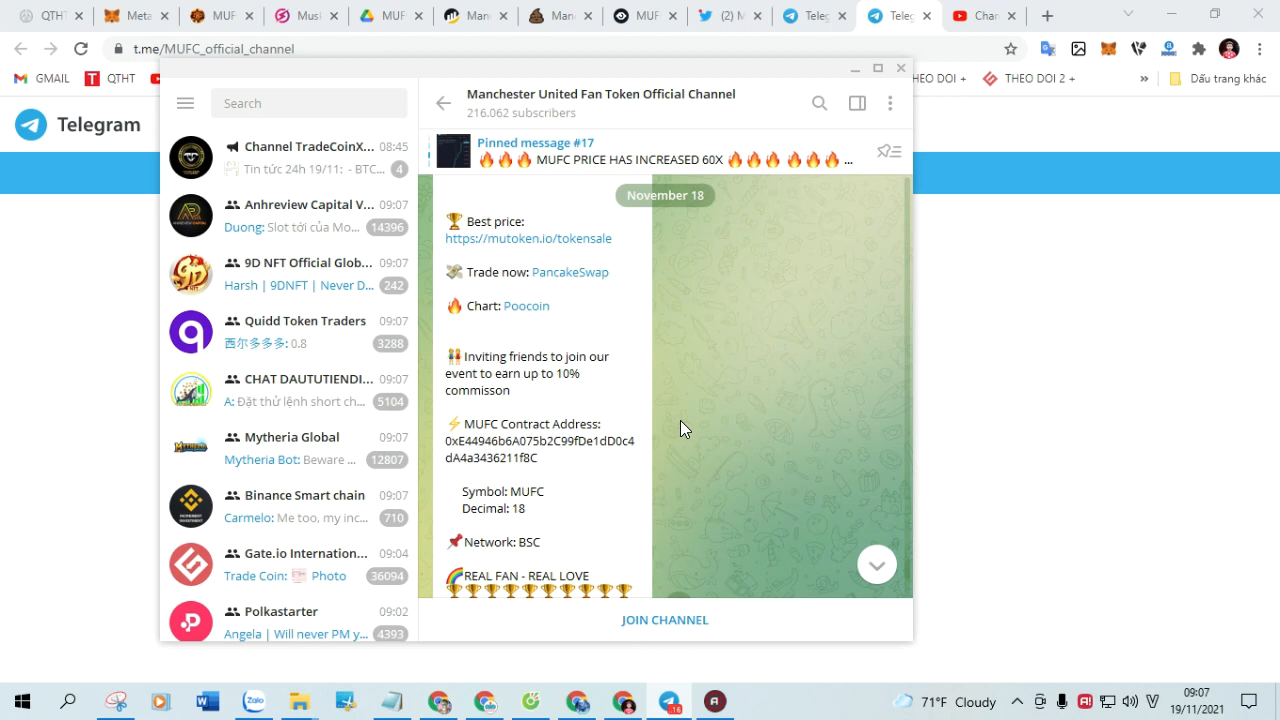 QTHT
Meta
MUF
Musl
MUF
Man
Man
MUF
(2) M
Teleg
Teleg
Chan
t.me/MUFC_official_channel
GMAIL
QTHT
HEO DOI +
THEO DOI 2 +
»
Dấu trang khác
Telegram
Search
Channel TradeCoinX... 08:45
Tin tức 24h 19/11: - BTC... 4
Anhreview Capital V... 09:07
Duong: Slot tới của Mo... 14396
9D NFT Official Glob... 09:07
Harsh | 9DNFT | Never D... 242
Quidd Token Traders 09:07
西尔多多多: 0.8 3288
CHAT DAUTUTIENDI... 09:07
A: Đặt thử lệnh short ch... 5104
Mytheria Global 09:07
Mytheria Bot: Beware ... 12807
Binance Smart chain 09:07
Carmelo: Me too, my inc... 710
Gate.io Internation... 09:04
Trade Coin: Photo 36094
Polkastarter 09:02
Angela | Will never PM y... 4393
Manchester United Fan Token Official Channel
216.062 subscribers
Pinned message #17
🔥🔥🔥 MUFC PRICE HAS INCREASED 60X 🔥🔥🔥 🔥🔥🔥 ...
November 18
🏆 Best price:
https://mutoken.io/tokensale
💸 Trade now: PancakeSwap
🔥 Chart: Poocoin
👭Inviting friends to join our
event to earn up to 10%
commisson
⚡MUFC Contract Address:
0xE44946b6A075b2C99fDe1dD0c4
dA4a3436211f8C
Symbol: MUFC
Decimal: 18
📌Network: BSC
🌈REAL FAN - REAL LOVE
🏆🏆🏆🏆🏆🏆🏆🏆🏆🏆
JOIN CHANNEL
Zalo
16
71°F Cloudy
09:07
19/11/2021